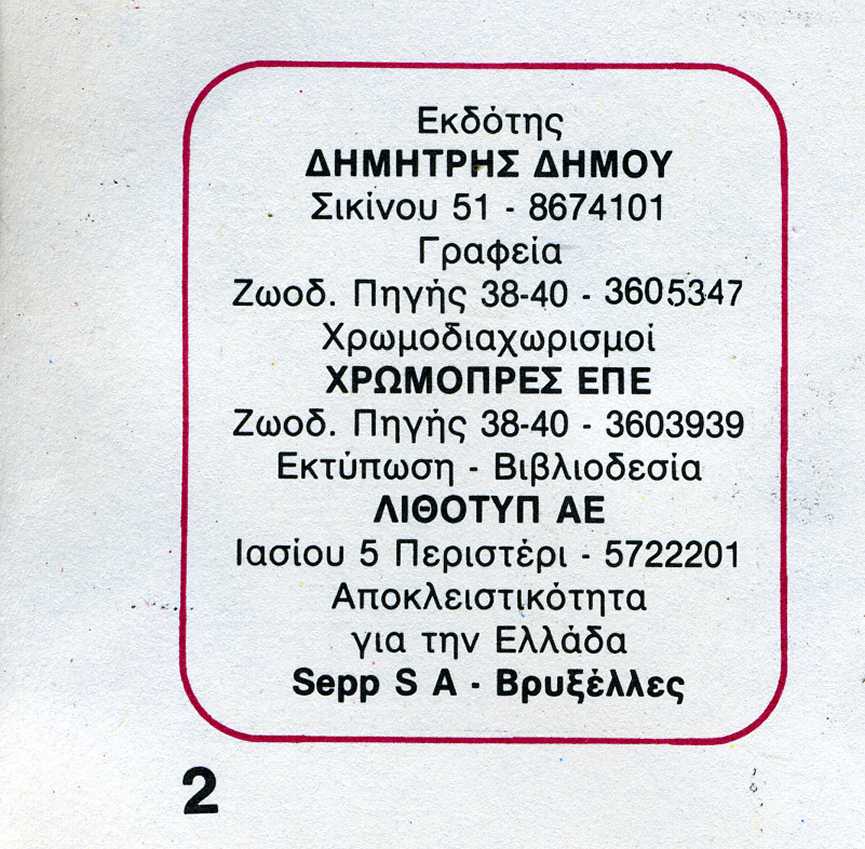 Εκδότης
ΔΗΜΗΤΡΗΣ ΔΗΜΟΥ
Σικίνου 51 - 8674101
Γραφεία
Ζωοδ. Πηγής 38-40 - 3605347
Χρωμοδιαχωρισμοί
ΧΡΩΜΟΠΡΕΣ ΕΠΕ
Ζωοδ. Πηγής 38-40 - 3603939
Εκτύπωση - Βιβλιοδεσία
ΛΙΘΟΤΥΠ ΑΕ
Ιασίου 5 Περιστέρι - 5722201
Αποκλειστικότητα
για την Ελλάδα
Sepp S A - Βρυξέλλες
2